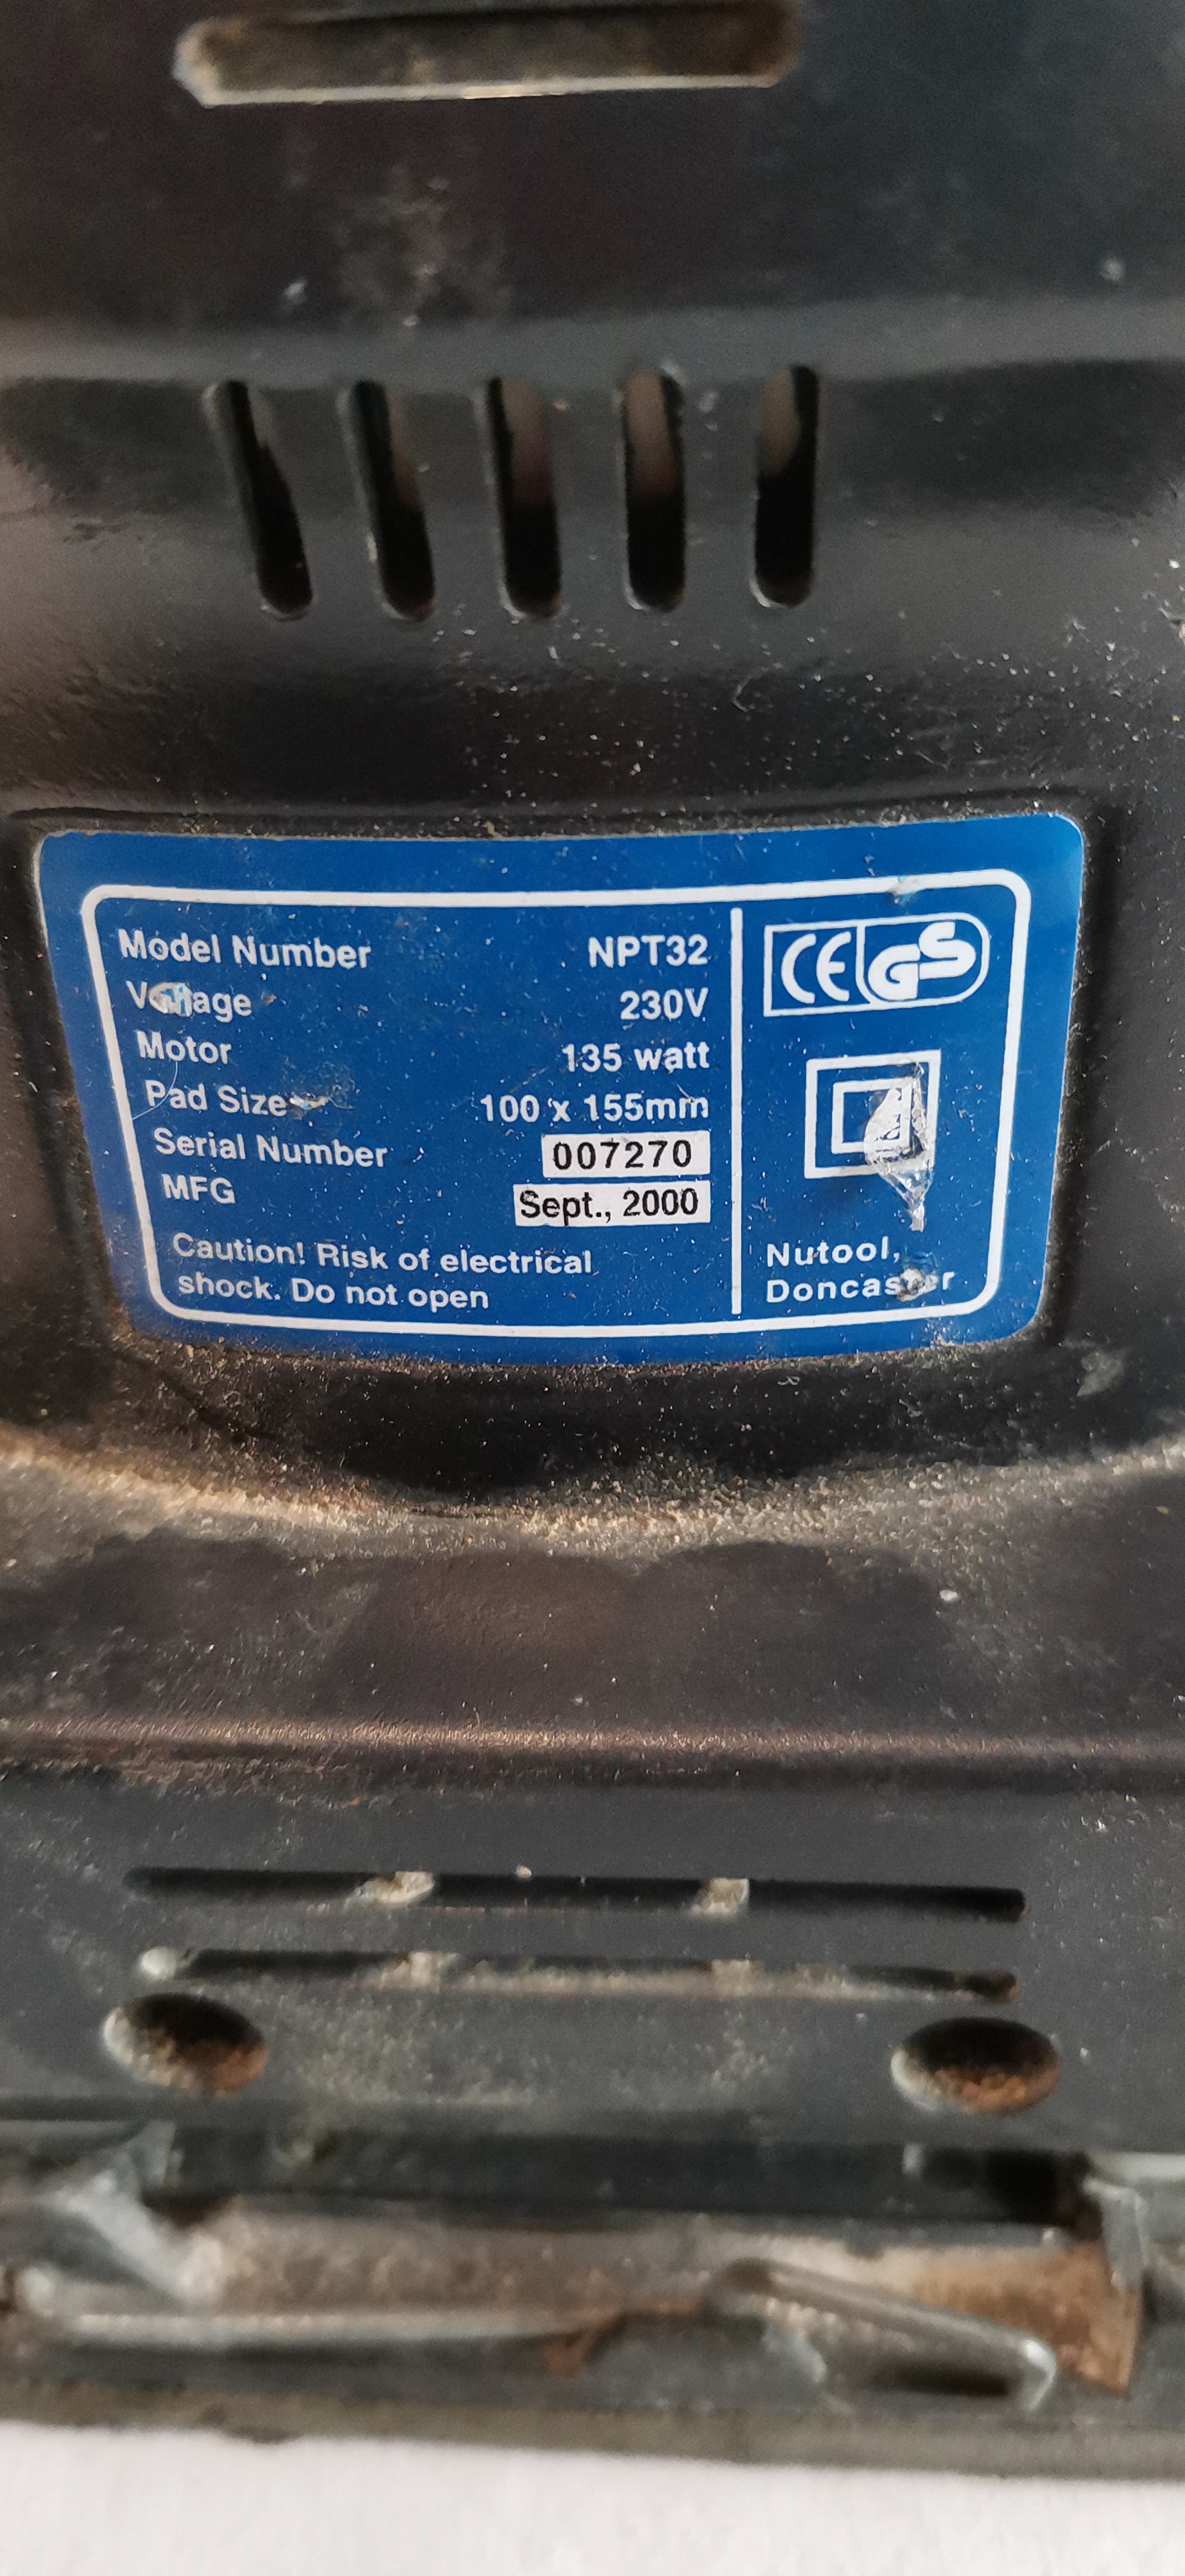 Model Number NPT32
Voltage 230V
Motor 135 watt
Pad Size 100 x 155mm
Serial Number 007270
MFG Sept., 2000
Caution! Risk of electrical
shock. Do not open
CE GS
Nutool,
Doncaster